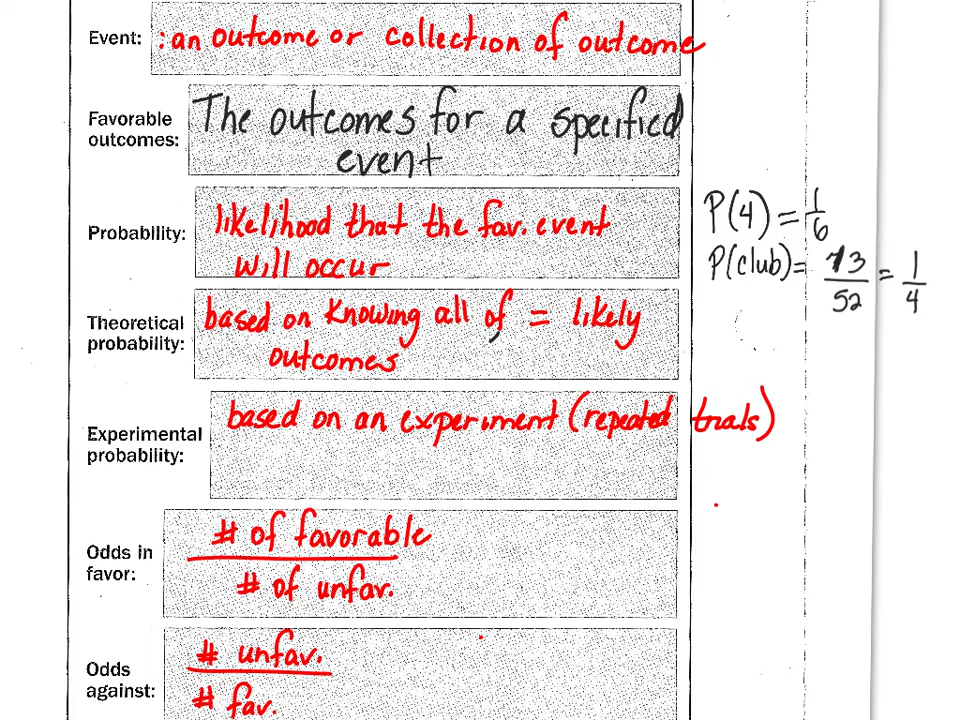 Event: : an outcome or collection of outcome
Favorable outcomes: The outcomes for a specified
event
Probability: likelihood that the fav. event
will occur
P(4) = 1/6
P(club) = 13/52 = 1/4
Theoretical probability: based on knowing all of = likely
outcomes
Experimental probability: based on an experiment (repeated trials)
Odds in favor: # of favorable
# of unfav.
Odds against: # unfav.
# fav.